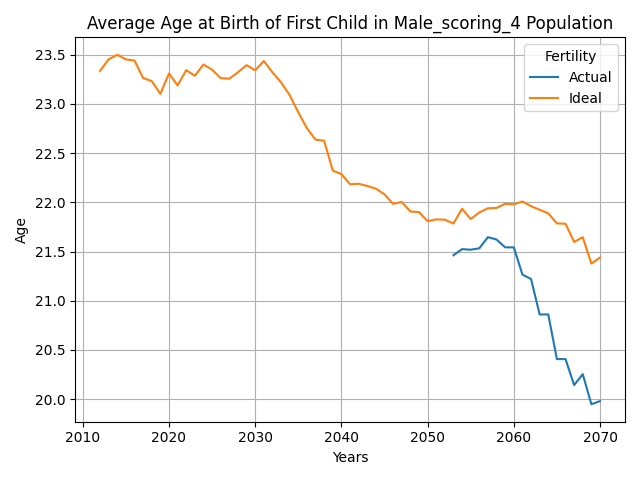 Average Age at Birth of First Child in Male_scoring_4 Population
Fertility
Actual
Ideal
Age
23.5
23.0
22.5
22.0
21.5
21.0
20.5
20.0
2010 2020 2030 2040 2050 2060 2070
Years